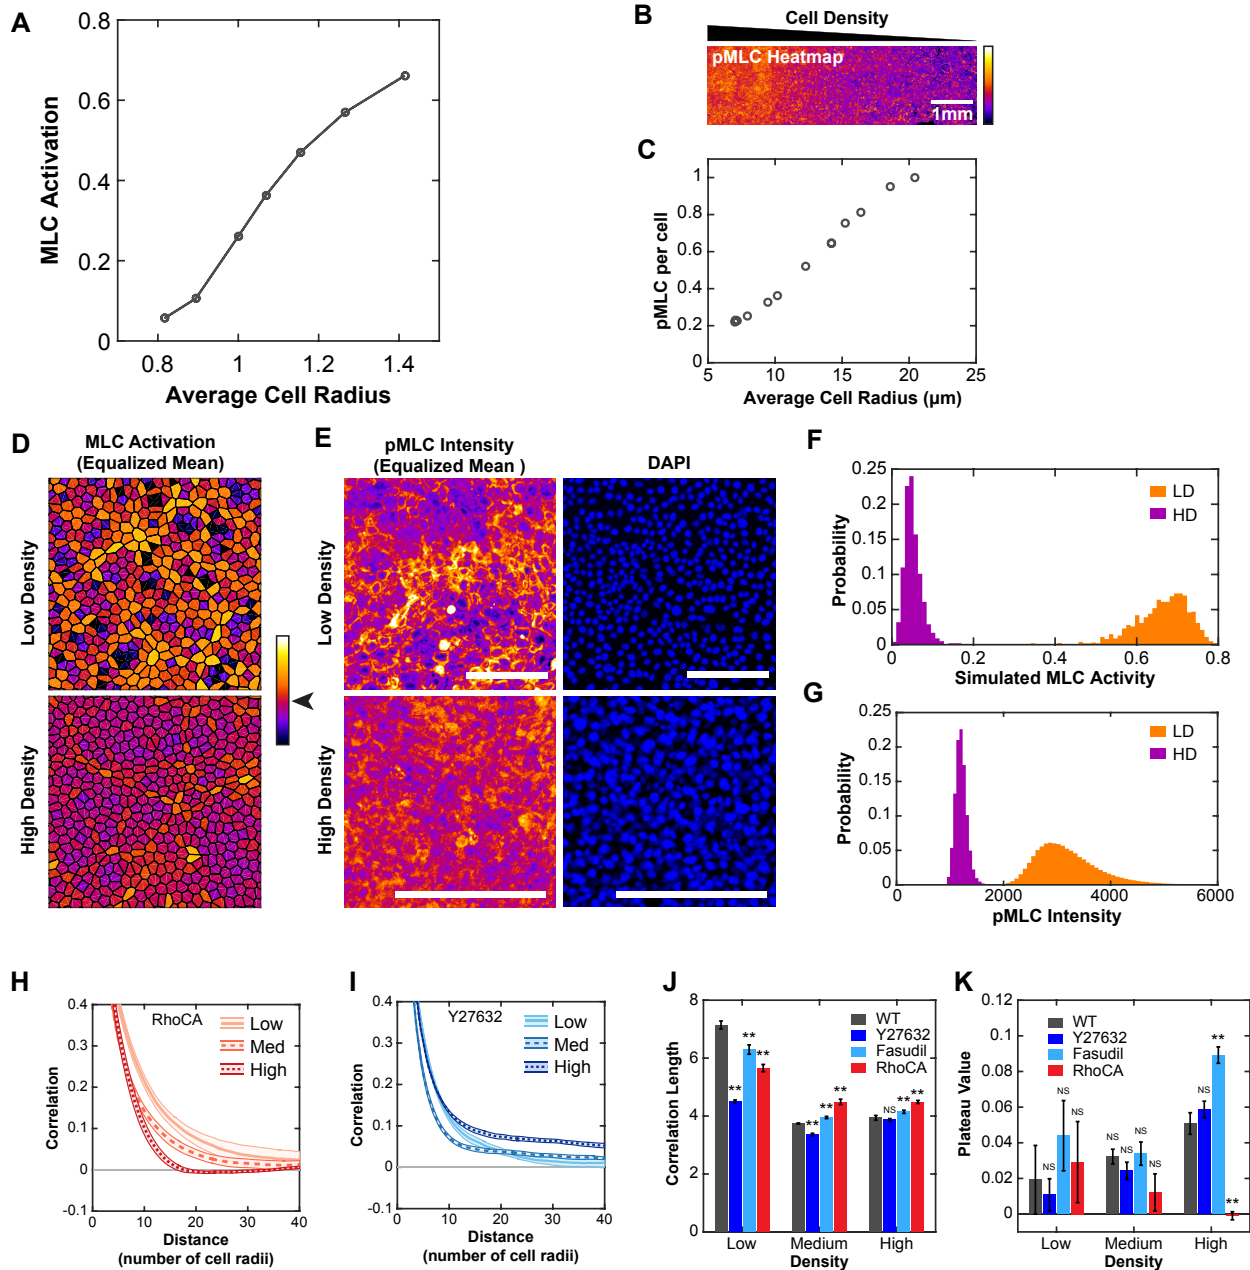 A
MLC Activation
0.8
0.6
0.4
0.2
0
0.8
1
1.2
1.4
Average Cell Radius
B
Cell Density
pMLC Heatmap
1mm
C
pMLC per cell
1
0.8
0.6
0.4
0.2
0
5
10
15
20
25
Average Cell Radius (µm)
D
MLC Activation
(Equalized Mean)
Low Density
High Density
E
pMLC Intensity
(Equalized Mean )
DAPI
Low Density
High Density
F
Probability
0.25
0.2
0.15
0.1
0.05
0
LD
HD
0
0.2
0.4
0.6
0.8
Simulated MLC Activity
G
Probability
0.25
0.2
0.15
0.1
0.05
0
LD
HD
0
2000
4000
6000
pMLC Intensity
H
Correlation
0.4
0.3
0.2
0.1
0
-0.1
RhoCA
Low
Med
High
0
10
20
30
40
Distance
(number of cell radii)
I
Correlation
0.4
0.3
0.2
0.1
0
-0.1
Y27632
Low
Med
High
0
10
20
30
40
Distance
(number of cell radii)
J
Correlation Length
8
6
4
2
0
WT
Y27632
Fasudil
RhoCA
**
**
**
**
**
**
NS
**
**
Low
Medium
High
Density
K
Plateau Value
0.12
0.1
0.08
0.06
0.04
0.02
0
WT
Y27632
Fasudil
RhoCA
NS
NS
NS
NS
NS
NS
NS
**
**
Low
Medium
High
Density